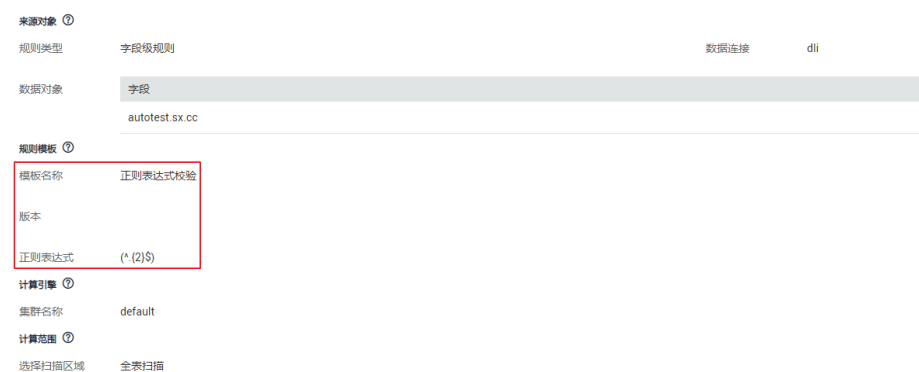 来源对象 ?
规则类型 字段级规则 数据连接 dli
数据对象 字段
autotest.sx.cc
规则模板 ?
模板名称 正则表达式校验
版本
正则表达式 (^.{2}$)
计算引擎 ?
集群名称 default
计算范围 ?
选择扫描区域 全表扫描